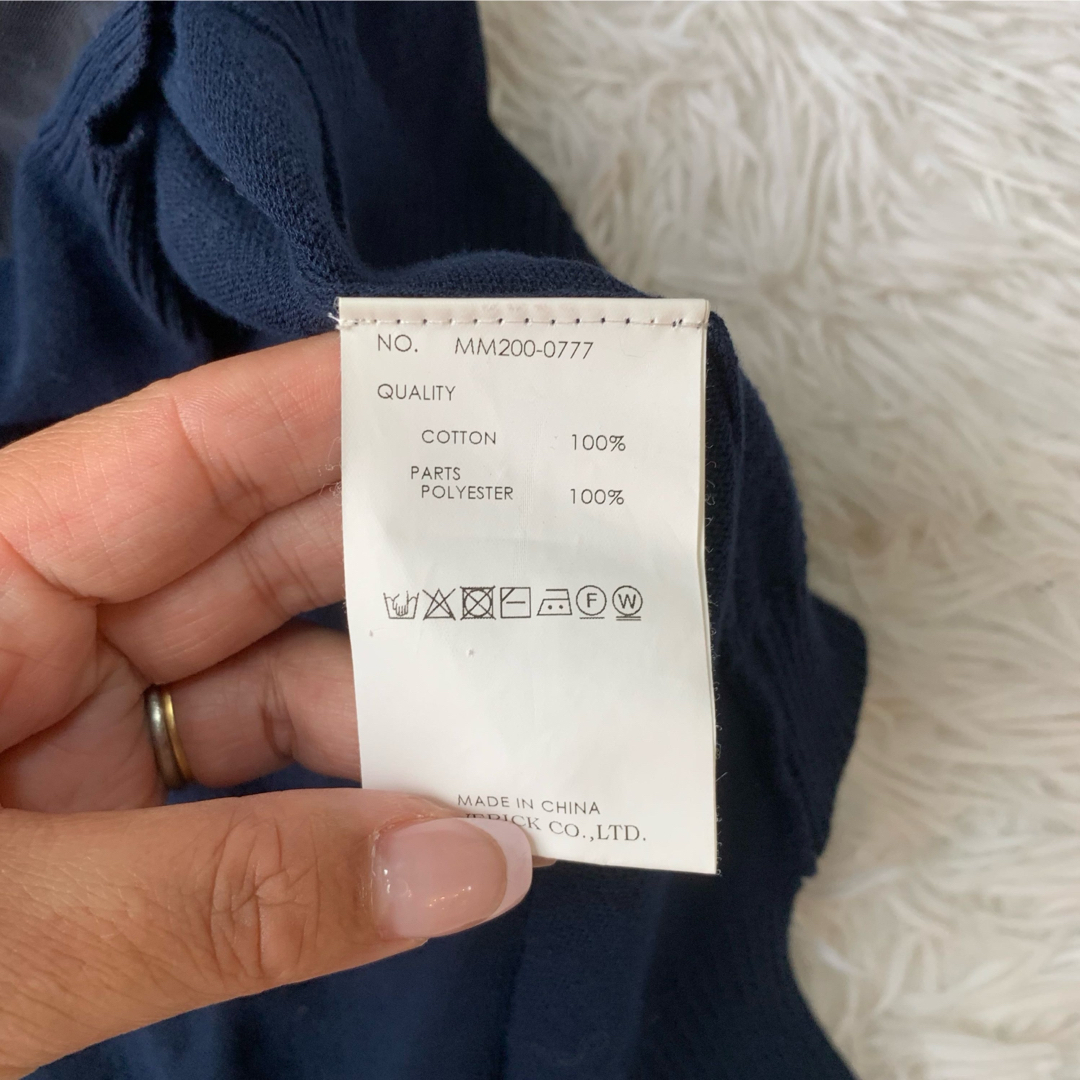 NO. MM200-0777
QUALITY
COTTON 100%
PARTS
POLYESTER 100%
F W
MADE IN CHINA
CO.,LTD.